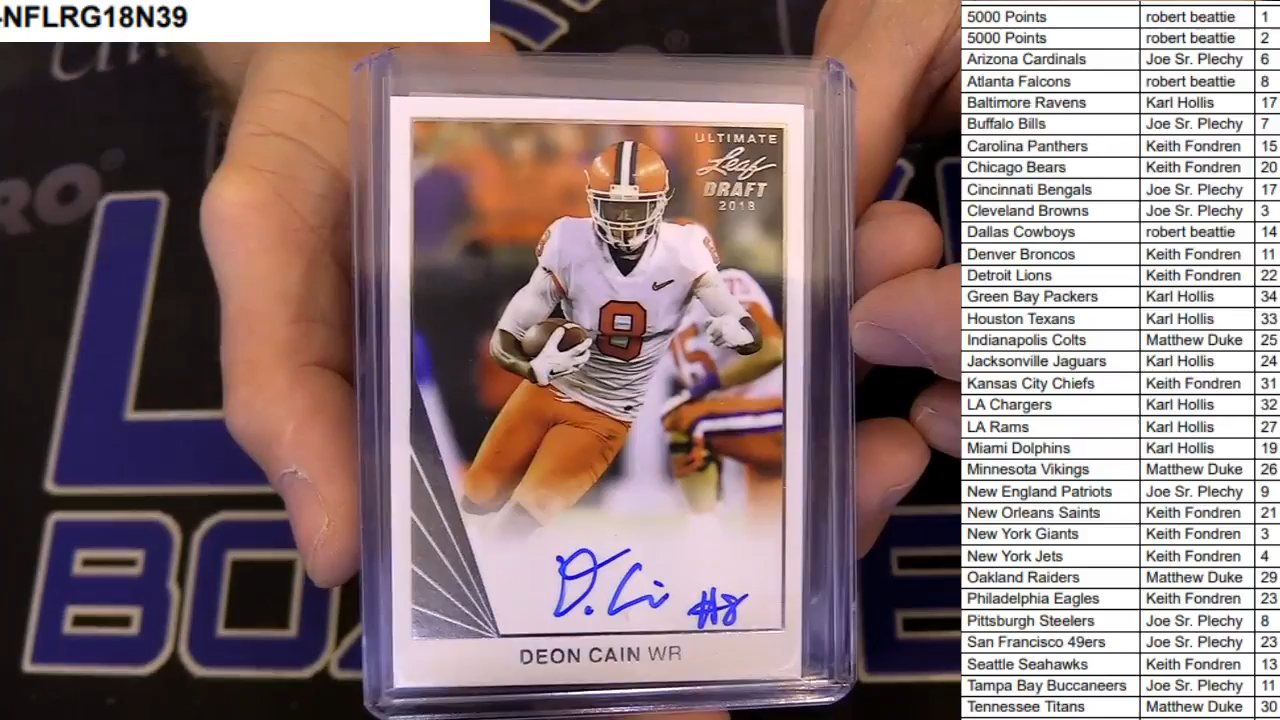 -NFLRG18N39
RO
L
BO
E
ULTIMATE
Leaf
DRAFT
2018
8
8
D. Cain #8
DEON CAIN WR
5000 Points robert beattie 1
5000 Points robert beattie 2
Arizona Cardinals Joe Sr. Plechy 6
Atlanta Falcons robert beattie 8
Baltimore Ravens Karl Hollis 17
Buffalo Bills Joe Sr. Plechy 7
Carolina Panthers Keith Fondren 15
Chicago Bears Keith Fondren 20
Cincinnati Bengals Joe Sr. Plechy 17
Cleveland Browns Joe Sr. Plechy 3
Dallas Cowboys robert beattie 14
Denver Broncos Keith Fondren 11
Detroit Lions Keith Fondren 22
Green Bay Packers Karl Hollis 34
Houston Texans Karl Hollis 33
Indianapolis Colts Matthew Duke 25
Jacksonville Jaguars Karl Hollis 24
Kansas City Chiefs Keith Fondren 31
LA Chargers Karl Hollis 32
LA Rams Karl Hollis 27
Miami Dolphins Karl Hollis 19
Minnesota Vikings Matthew Duke 26
New England Patriots Joe Sr. Plechy 9
New Orleans Saints Keith Fondren 21
New York Giants Keith Fondren 3
New York Jets Keith Fondren 4
Oakland Raiders Matthew Duke 29
Philadelphia Eagles Keith Fondren 23
Pittsburgh Steelers Joe Sr. Plechy 8
San Francisco 49ers Joe Sr. Plechy 23
Seattle Seahawks Keith Fondren 13
Tampa Bay Buccaneers Joe Sr. Plechy 11
Tennessee Titans Matthew Duke 30